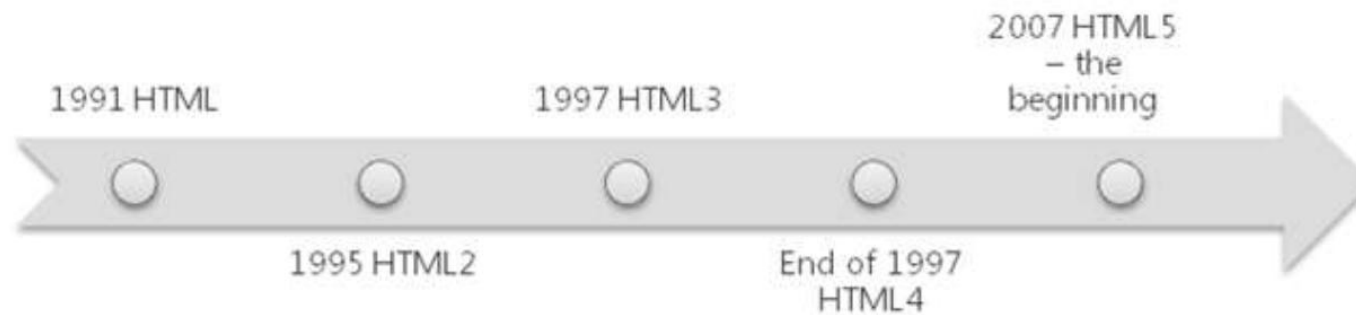 1991 HTML
1995 HTML2
1997 HTML3
End of 1997
HTML4
2007 HTML5
– the
beginning